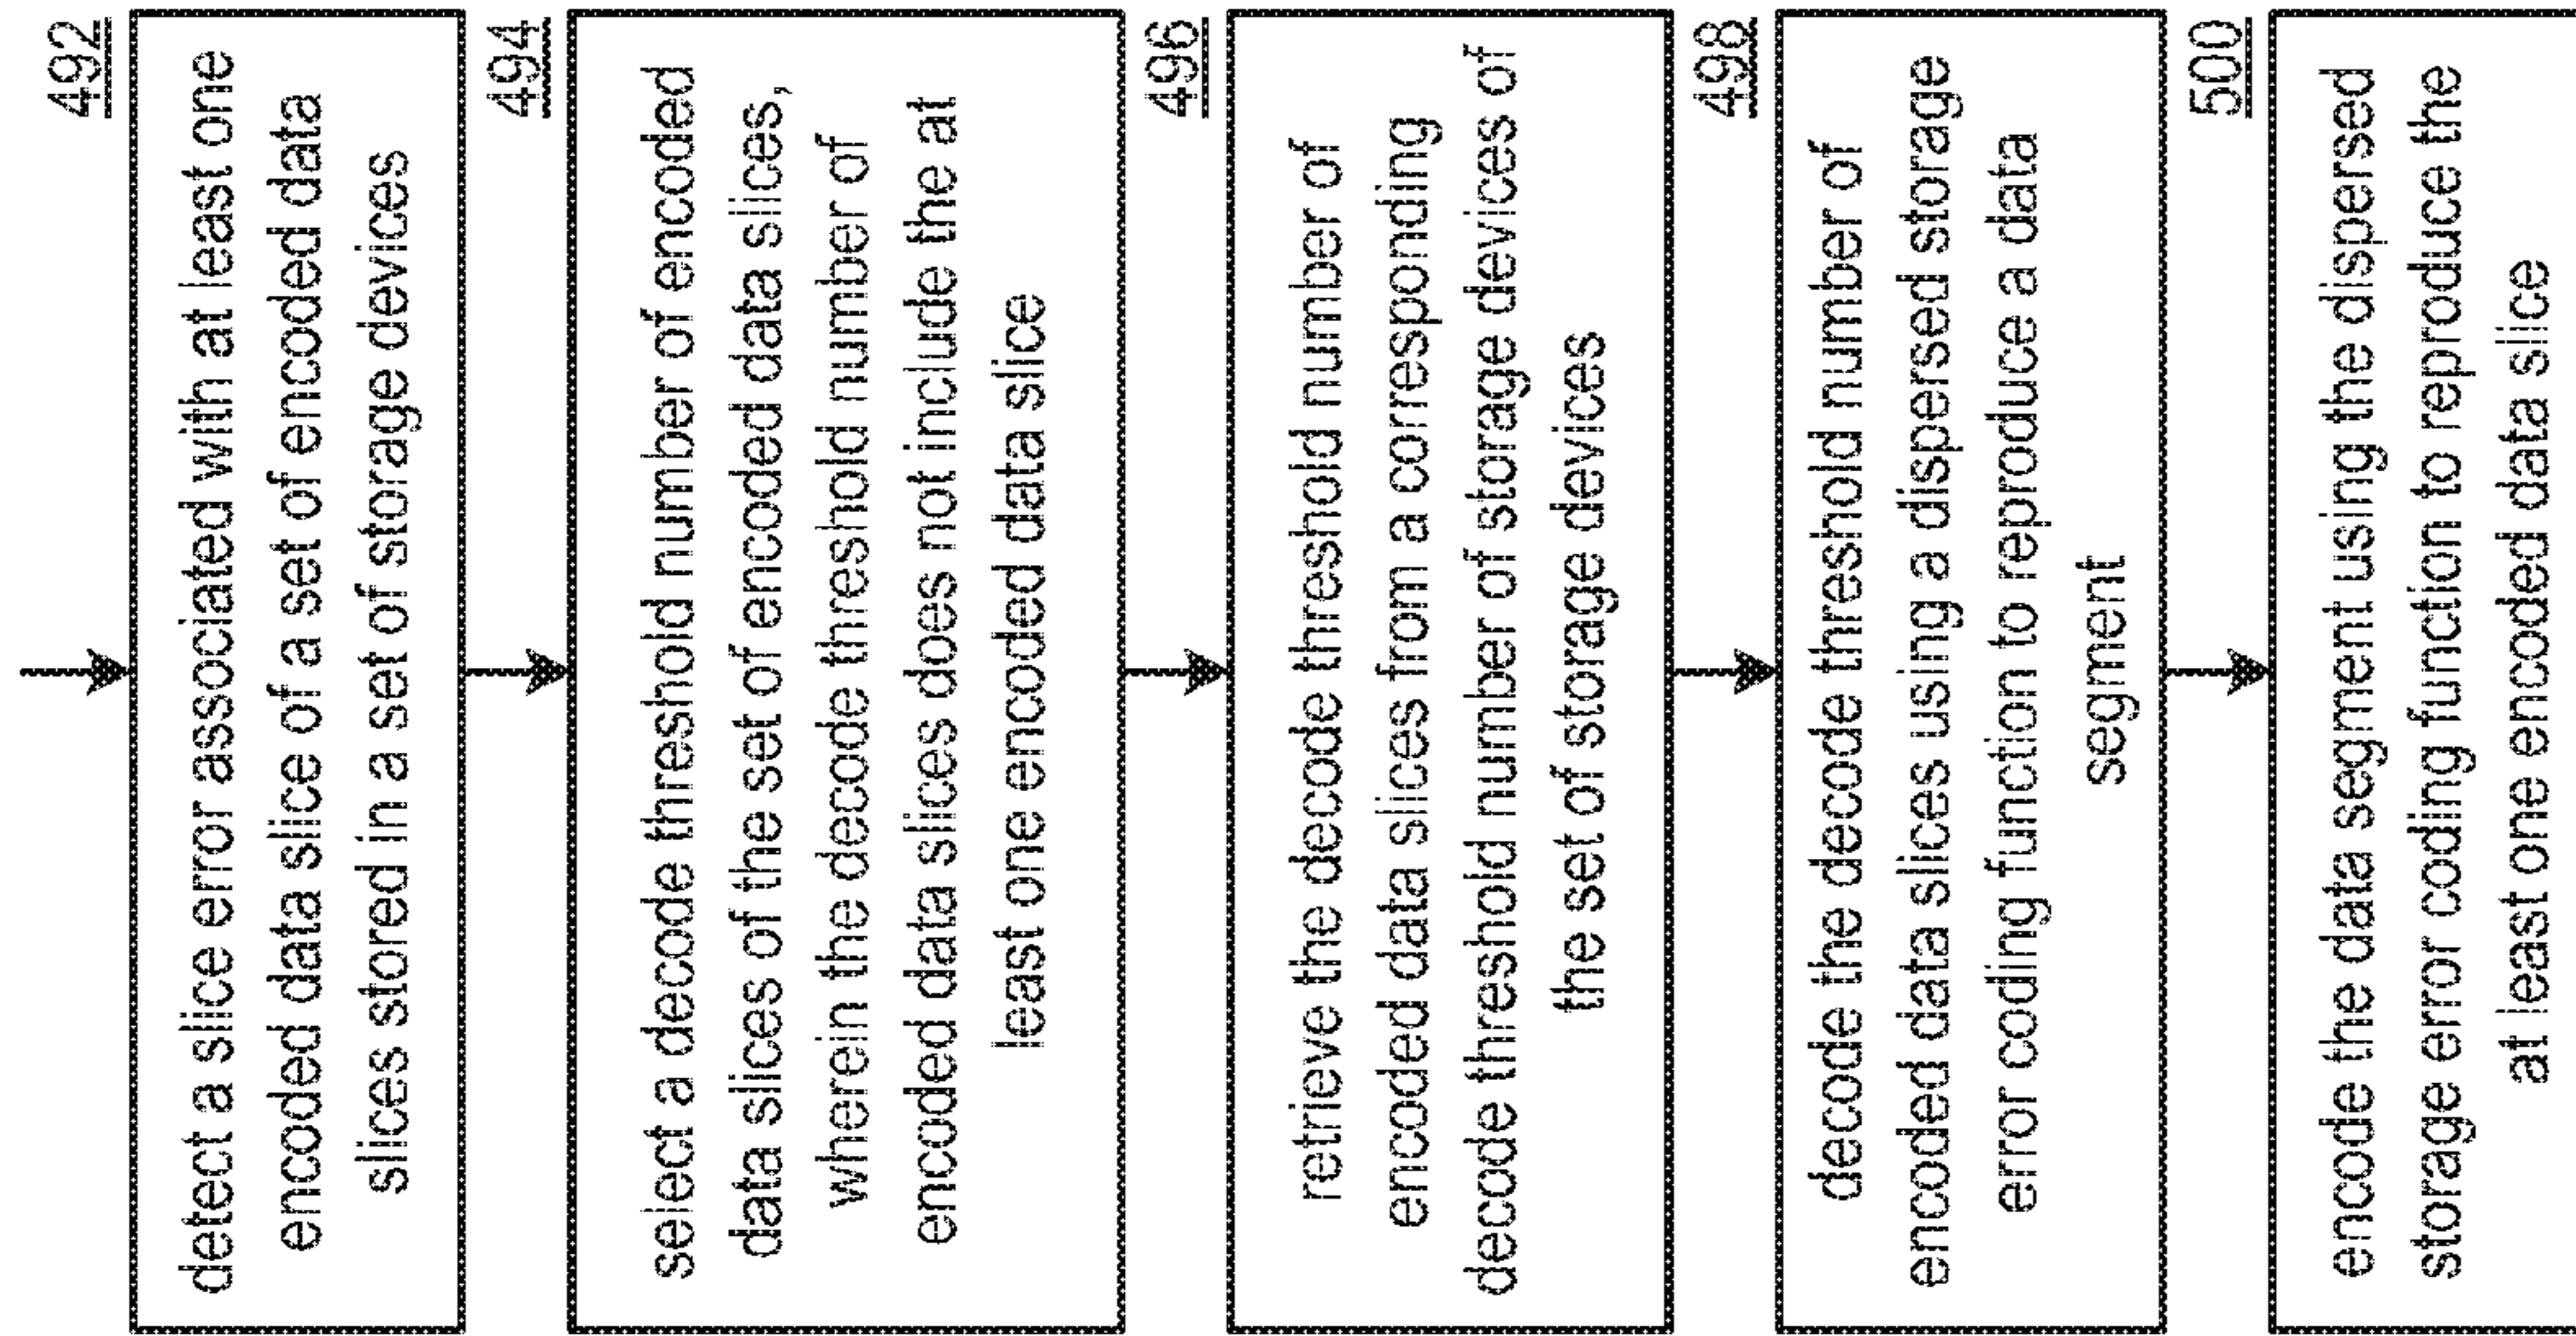 492
detect a slice error associated with at least one
encoded data slice of a set of encoded data
slices stored in a set of storage devices
494
select a decode threshold number of encoded
data slices of the set of encoded data slices,
wherein the decode threshold number of
encoded data slices does not include the at
least one encoded data slice
496
retrieve the decode threshold number of
encoded data slices from a corresponding
decode threshold number of storage devices of
the set of storage devices
498
decode the decode threshold number of
encoded data slices using a dispersed storage
error coding function to reproduce a data
segment
500
encode the data segment using the dispersed
storage error coding function to reproduce the
at least one encoded data slice